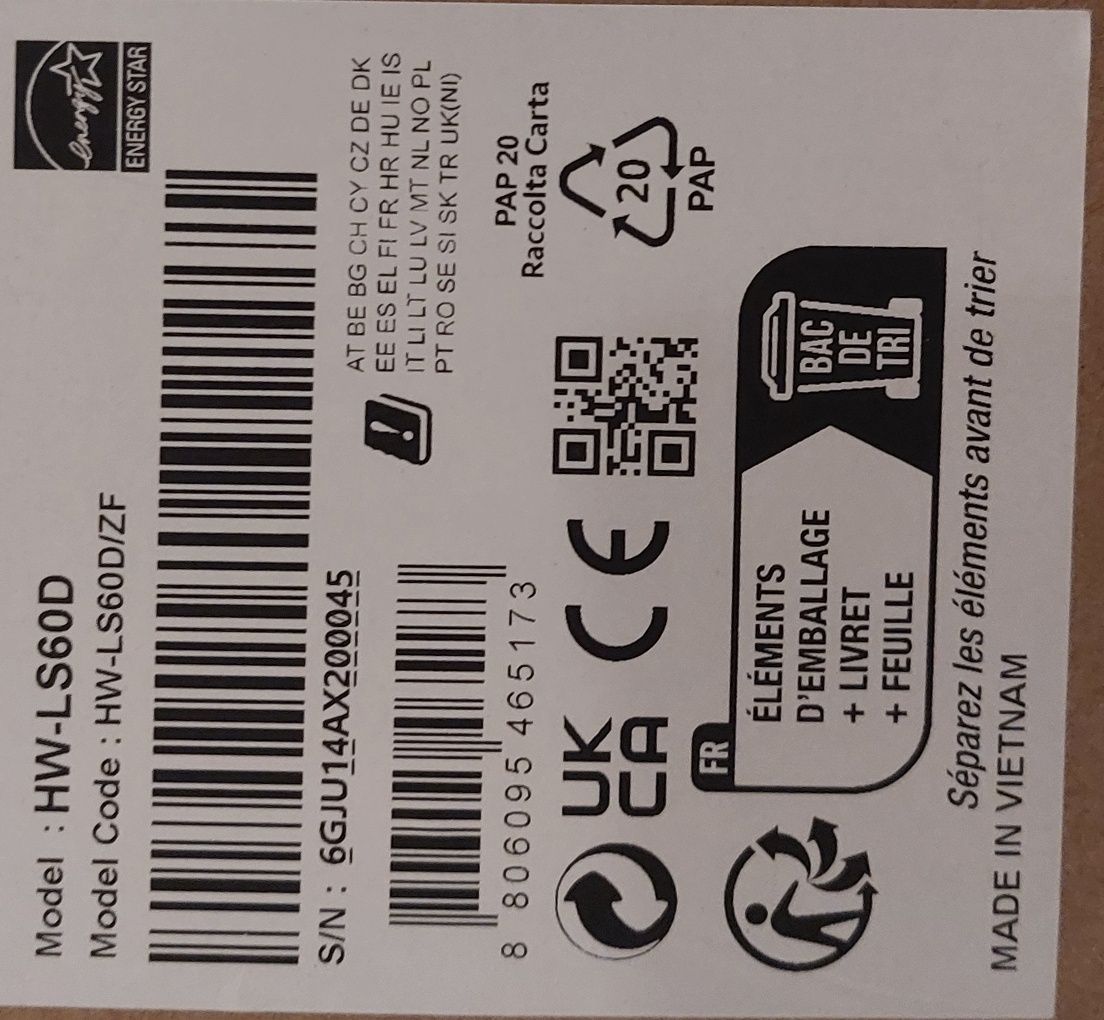 energy
ENERGY STAR
Model : HW-LS60D
Model Code : HW-LS60D/ZF
S/N : 6GJU14AX200045
AT BE BG CH CY CZ DE DK
EE ES EL FI FR HR HU IE IS
IT LI LT LU LV MT NL NO PL
PT RO SE SI SK TR UK(NI)
8 806095 465173
PAP 20
Raccolta Carta
20
PAP
UK
CA
CE
FR
ÉLÉMENTS
D'EMBALLAGE
+ LIVRET
+ FEUILLE
BAC
DE
TRI
Séparez les éléments avant de trier
MADE IN VIETNAM